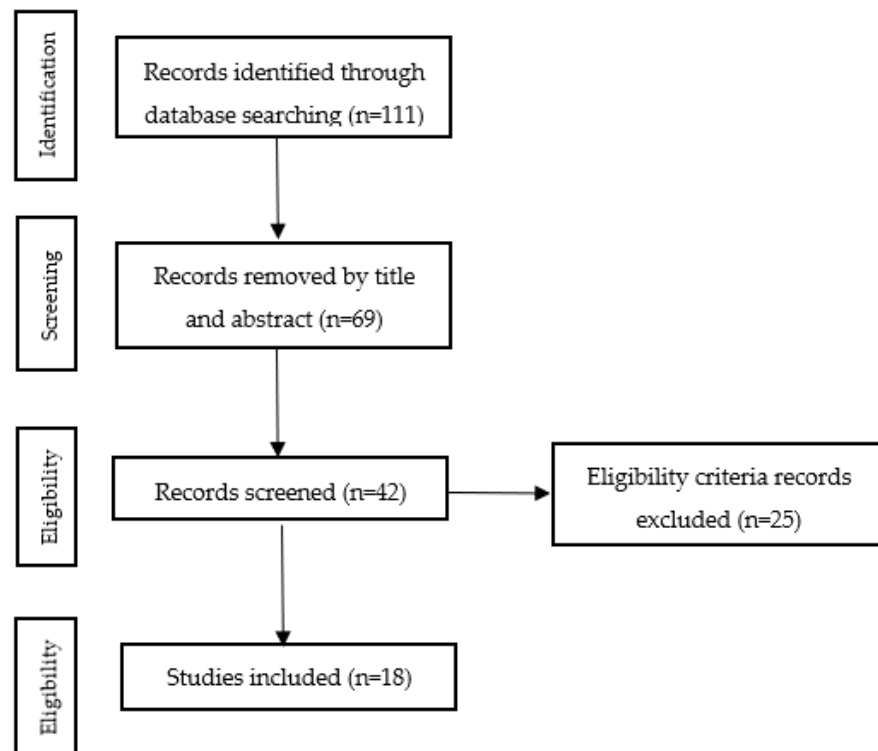 Identification
Records identified through
database searching (n=111)
Screening
Records removed by title
and abstract (n=69)
Eligibility
Records screened (n=42)
Eligibility criteria records
excluded (n=25)
Eligibility
Studies included (n=18)